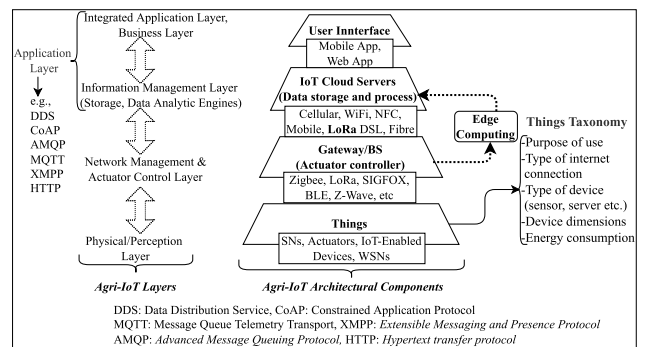 Integrated Application Layer,
Business Layer
Application
Layer
e.g.,
DDS
CoAP
AMQP
MQTT
XMPP
HTTP
Information Management Layer
(Storage, Data Analytic Engines)
Network Management &
Actuator Control Layer
Physical/Perception
Layer
Agri-IoT Layers
User Innterface
Mobile App,
Web App
IoT Cloud Servers
(Data storage and process)
Cellular, WiFi, NFC,
Mobile, LoRa DSL, Fibre
Gateway/BS
(Actuator controller)
Zigbee, LoRa, SIGFOX,
BLE, Z-Wave, etc
Things
SNs, Actuators, IoT-Enabled
Devices, WSNs
Agri-IoT Architectural Components
Edge
Computing
Things Taxonomy
-Purpose of use
-Type of internet
connection
-Type of device
(sensor, server etc.)
-Device dimensions
-Energy consumption
DDS: Data Distribution Service, CoAP: Constrained Application Protocol
MQTT: Message Queue Telemetry Transport, XMPP: Extensible Messaging and Presence Protocol
AMQP: Advanced Message Queuing Protocol, HTTP: Hypertext transfer protocol